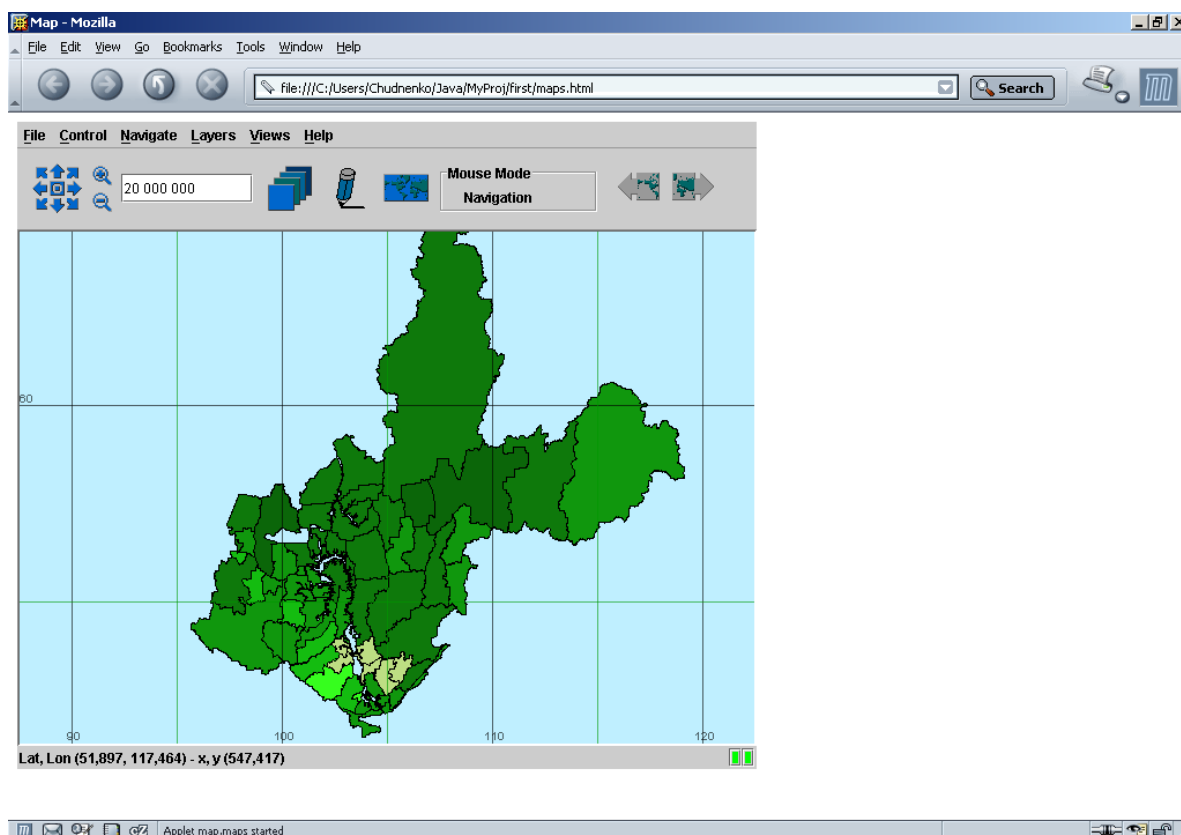 Map - Mozilla
File Edit View Go Bookmarks Tools Window Help
file:///C:/Users/Chudnenko/Java/MyProj/first/maps.html
Search
File Control Navigate Layers Views Help
20 000 000
Mouse Mode
Navigation
60
90 100 110 120
Lat, Lon (51,897, 117,464) - x, y (547,417)
Applet map.maps started